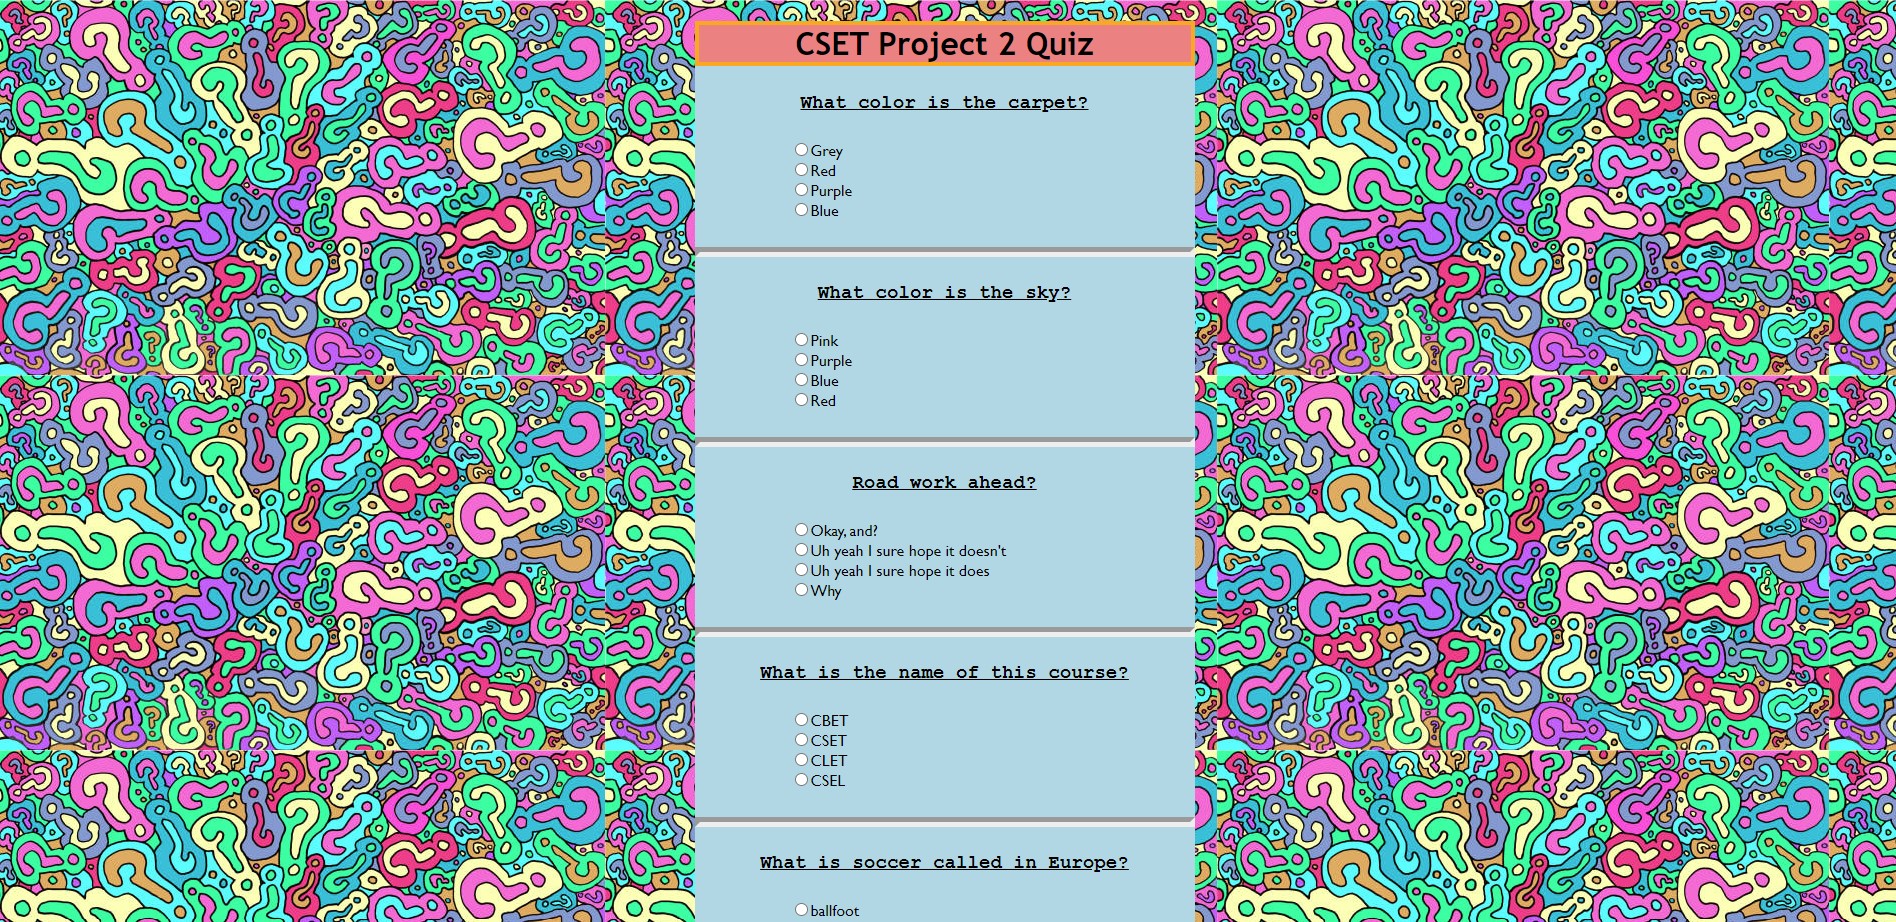 CSET Project 2 Quiz
What color is the carpet?
Grey
Red
Purple
Blue
What color is the sky?
Pink
Purple
Blue
Red
Road work ahead?
Okay, and?
Uh yeah I sure hope it doesn't
Uh yeah I sure hope it does
Why
What is the name of this course?
CBET
CSET
CLET
CSEL
What is soccer called in Europe?
ballfoot